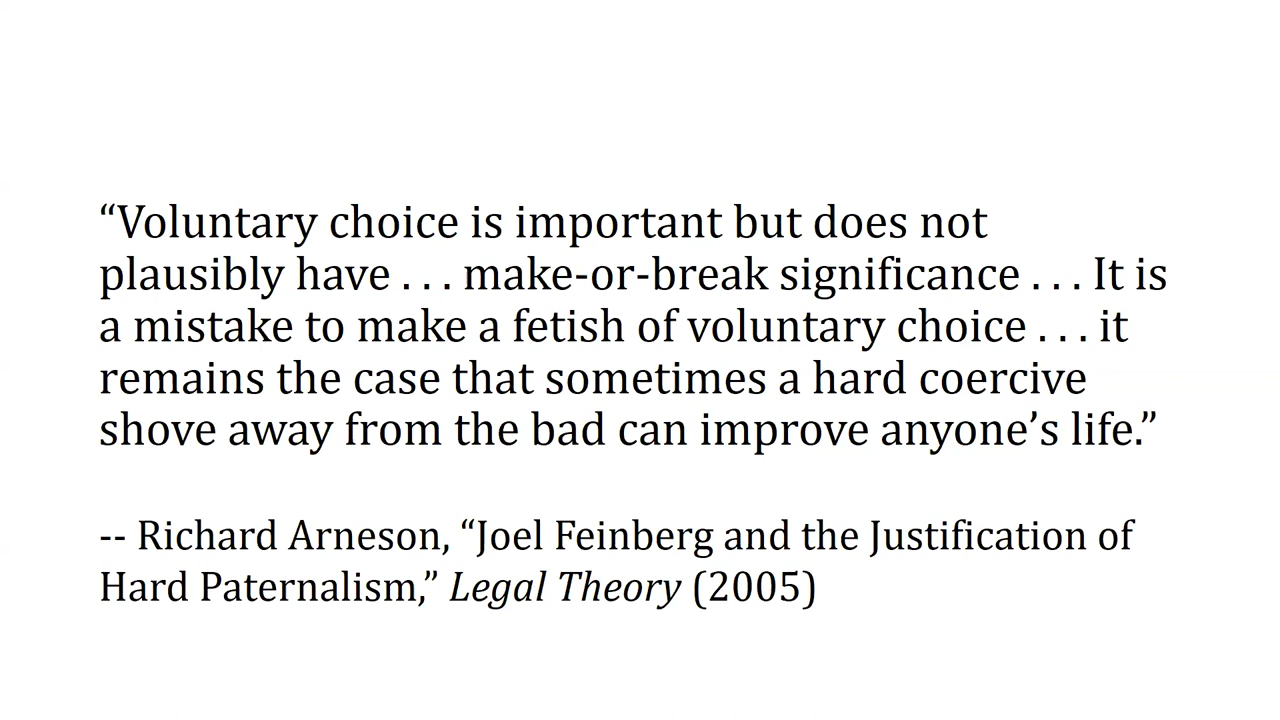 “Voluntary choice is important but does not
plausibly have . . . make-or-break significance . . . It is
a mistake to make a fetish of voluntary choice . . . it
remains the case that sometimes a hard coercive
shove away from the bad can improve anyone’s life.”
-- Richard Arneson, “Joel Feinberg and the Justification of
Hard Paternalism,” Legal Theory (2005)